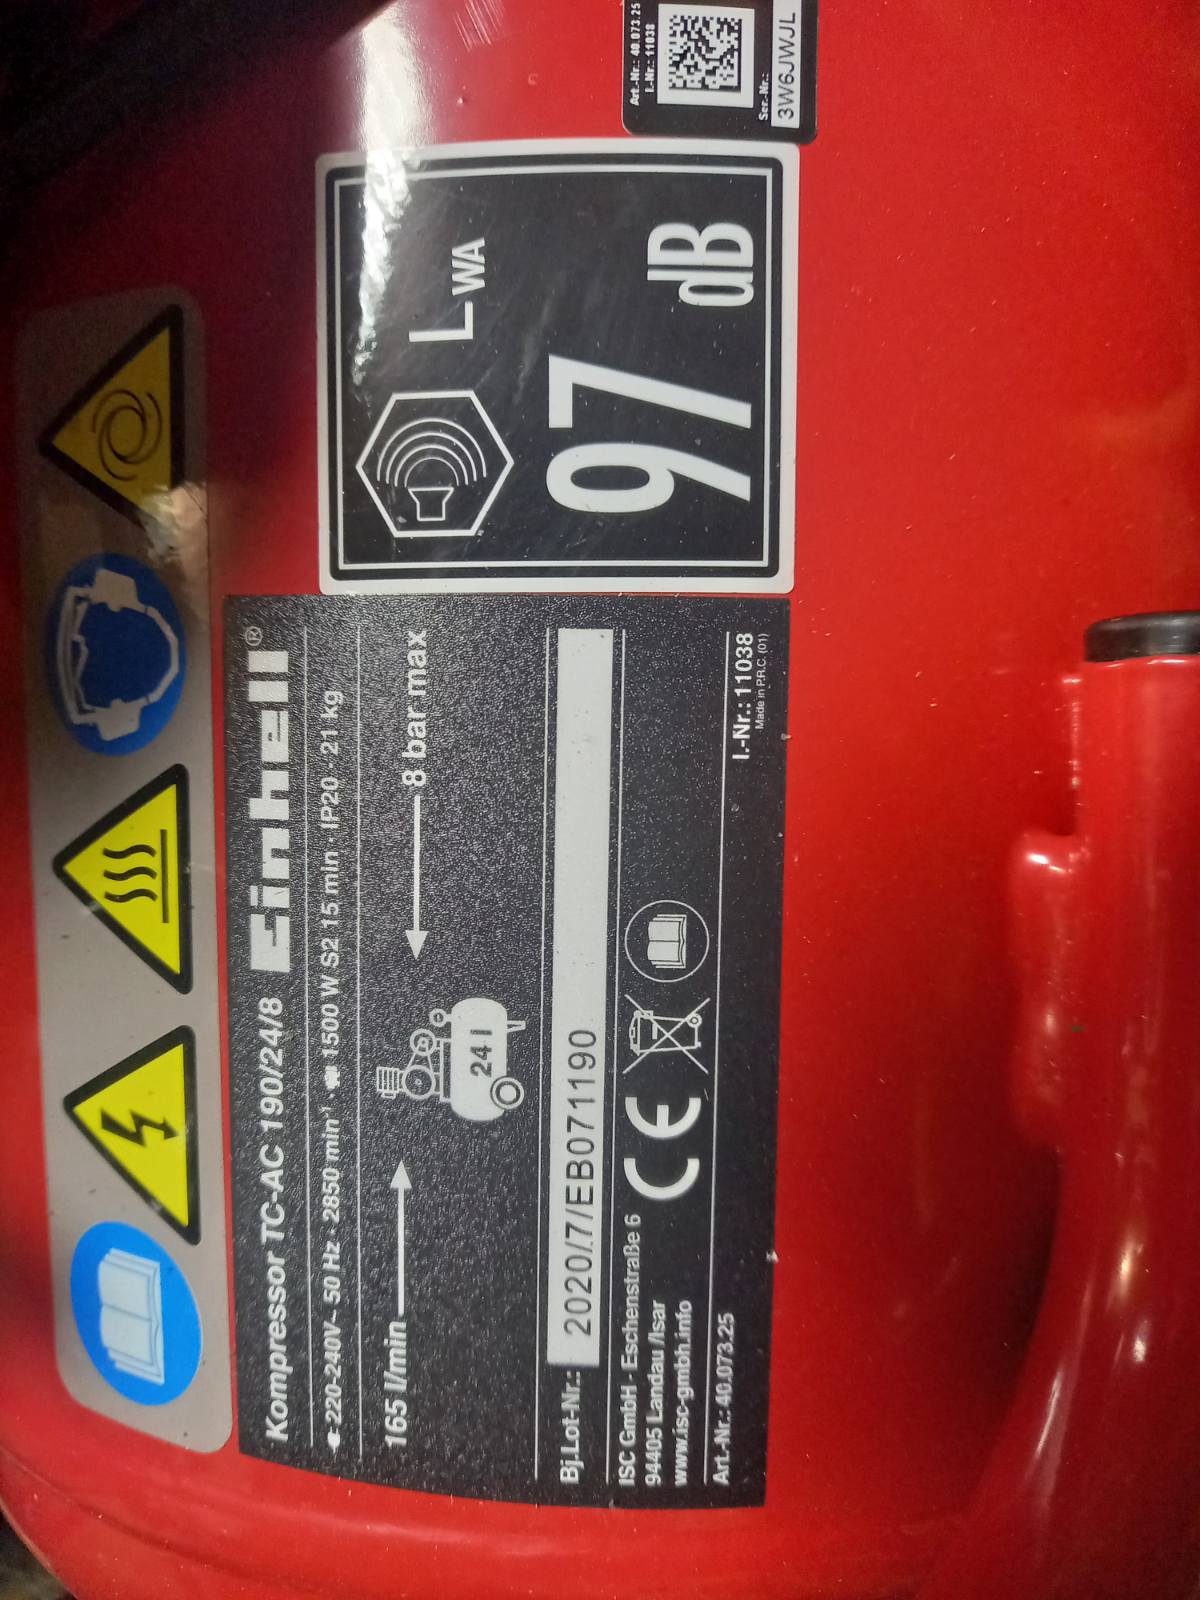 Kompressor TC-AC 190/24/8 Einhell®
220-240V~ 50 Hz · 2850 min⁻¹ · 1500 W S2 15 min · IP20 · 21 kg
165 l/min
24 l
8 bar max
Bj.Lot-Nr.: 2020/7/EB071190
ISC GmbH · Eschenstraße 6
94405 Landau /Isar
www.isc-gmbh.info
CE
Art.-Nr.: 40.073.25
I.-Nr.: 11038
Made in P.R.C. (01)
LWA
97
dB
Art.-Nr.: 40.073.25
I.-Nr.: 11038
Ser.-Nr.:
3W6JWJL